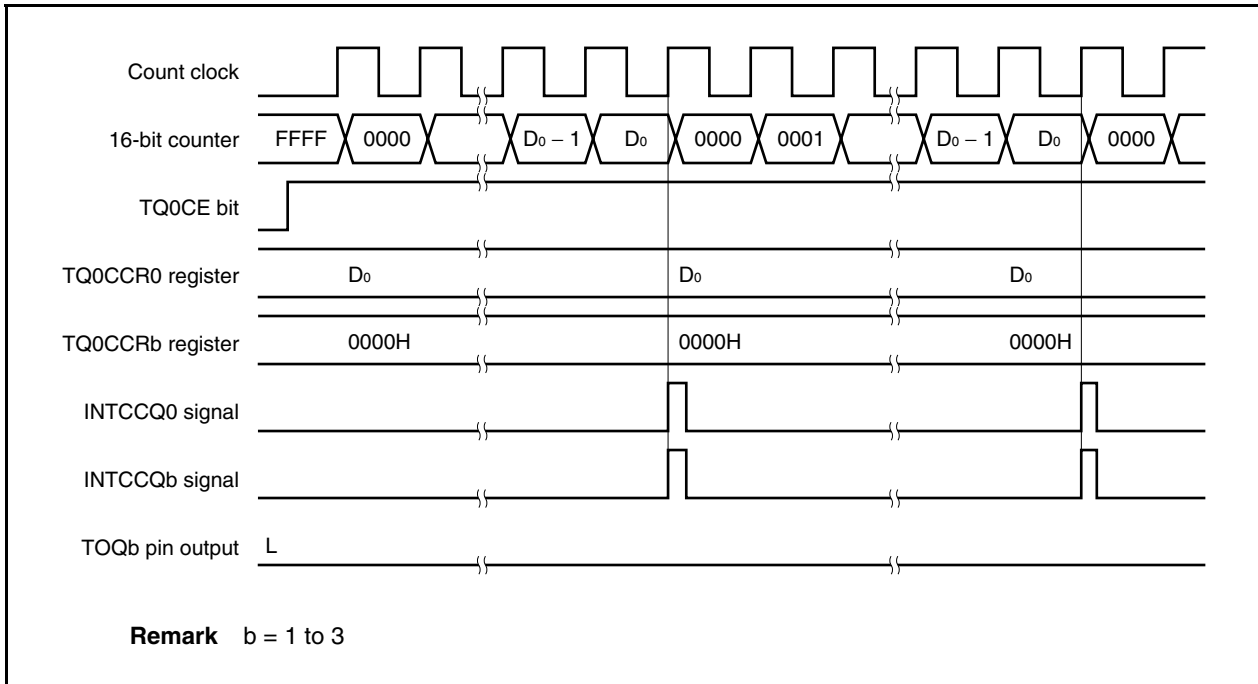 Count clock
16-bit counter FFFF 0000 D0 − 1 D0 0000 0001 D0 − 1 D0 0000
TQ0CE bit
TQ0CCR0 register D0 D0 D0
TQ0CCRb register 0000H 0000H 0000H
INTCCQ0 signal
INTCCQb signal
TOQb pin output L
Remark b = 1 to 3